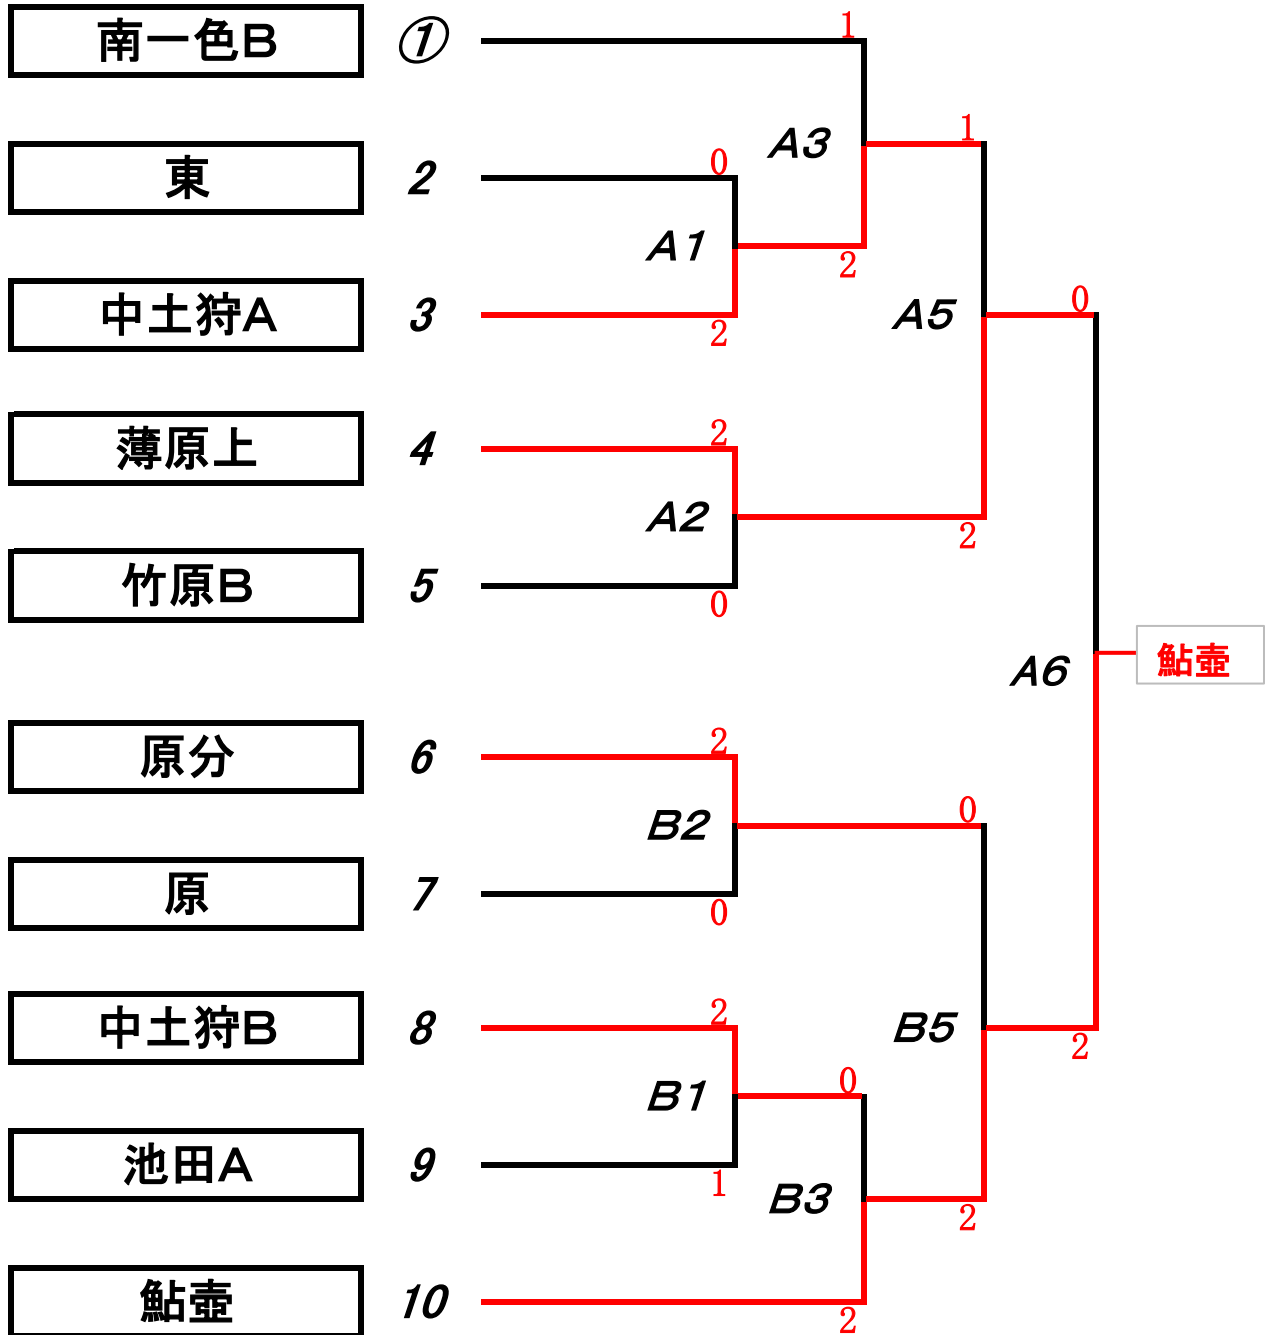 南一色B ① 1
A3 1
東 2 0
A1 2
中土狩A 3 2
A5 0
薄原上 4 2
A2 2
竹原B 5 0
A6 鮎壺
原分 6 2
B2 0
原 7 0
中土狩B 8 2
B5 2
B1 0
池田A 9 1
B3 2
鮎壺 10 2